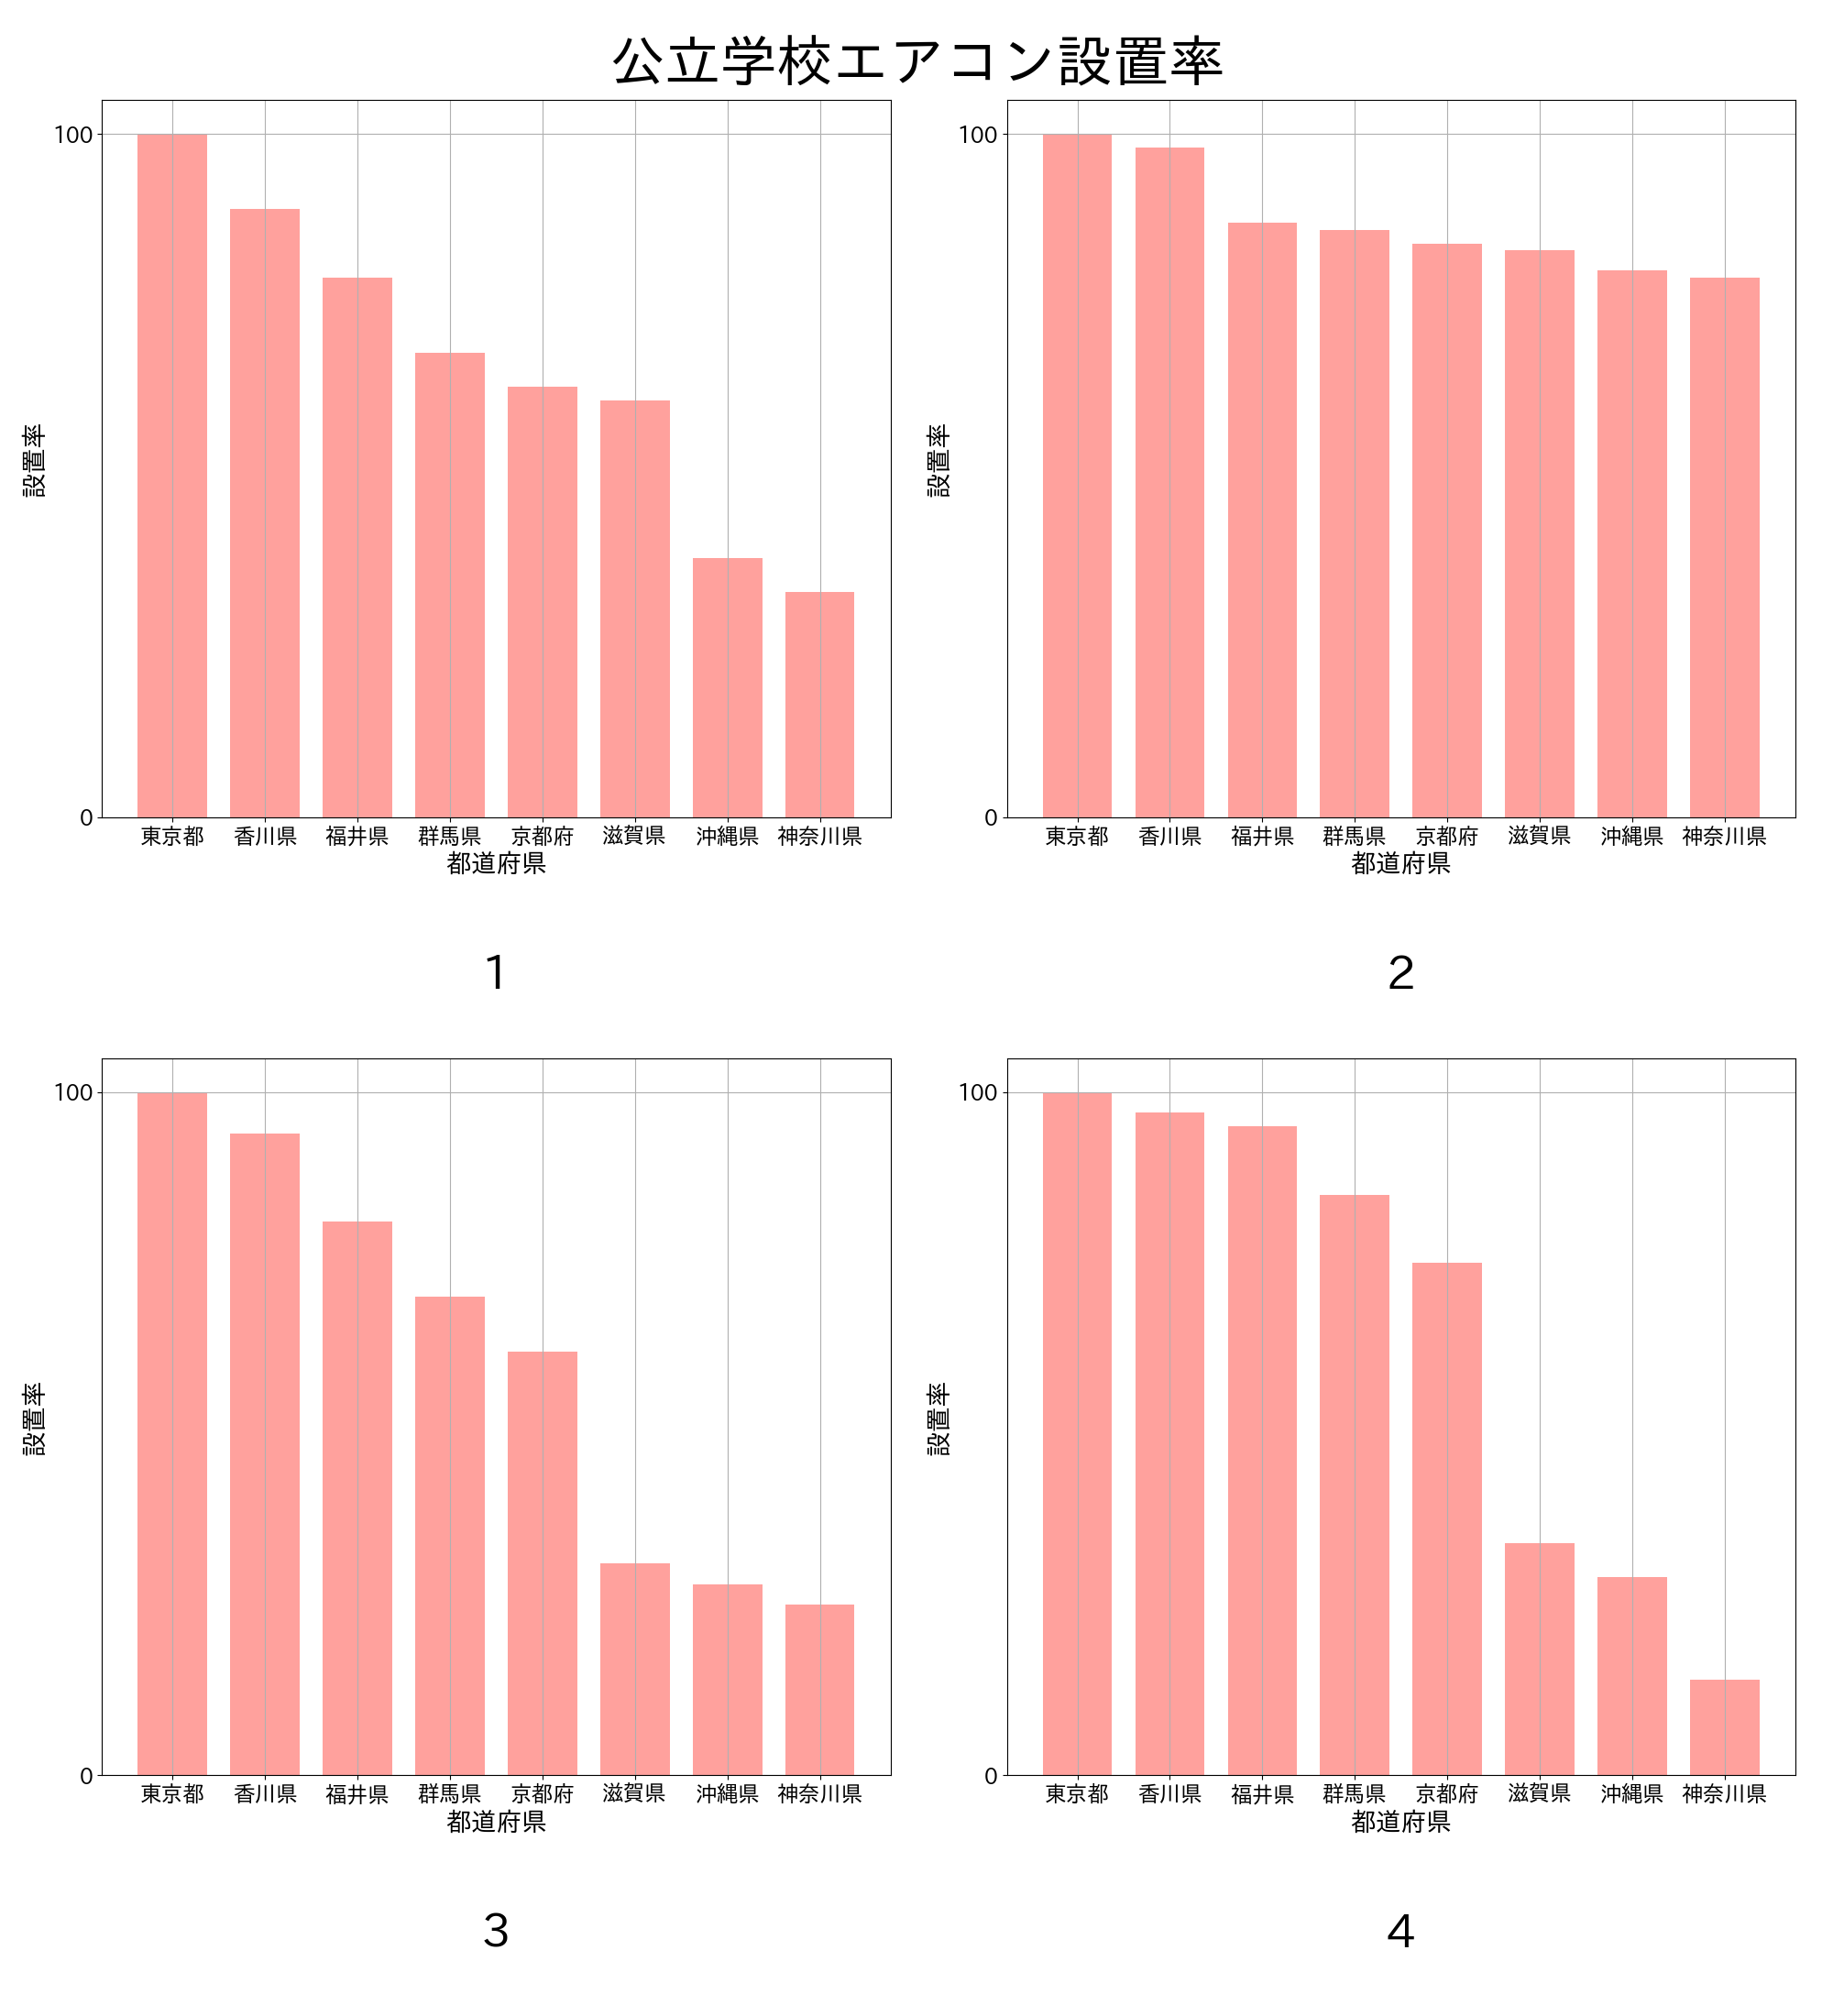 公立学校エアコン設置率
100
0
設置率
東京都 香川県 福井県 群馬県 京都府 滋賀県 沖縄県 神奈川県
都道府県
1
100
0
設置率
東京都 香川県 福井県 群馬県 京都府 滋賀県 沖縄県 神奈川県
都道府県
2
100
0
設置率
東京都 香川県 福井県 群馬県 京都府 滋賀県 沖縄県 神奈川県
都道府県
3
100
0
設置率
東京都 香川県 福井県 群馬県 京都府 滋賀県 沖縄県 神奈川県
都道府県
4